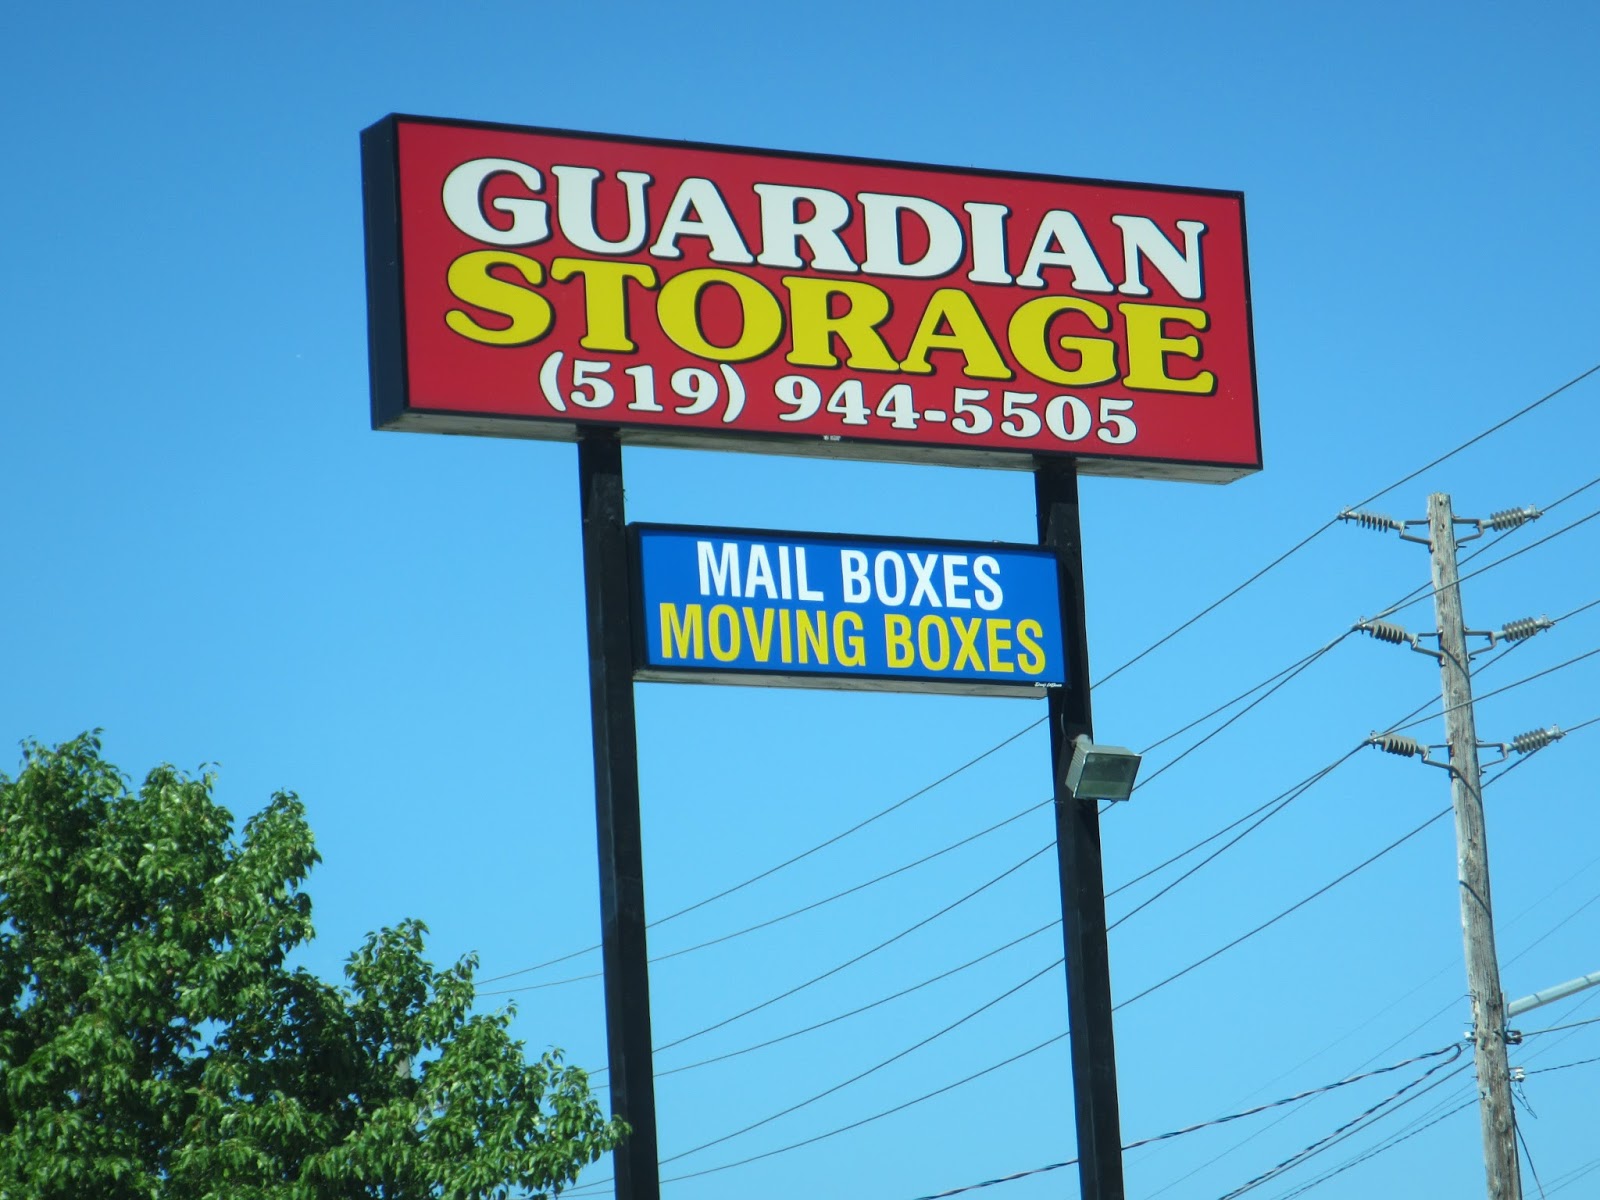 GUARDIAN
STORAGE
(519) 944-5505
MAIL BOXES
MOVING BOXES